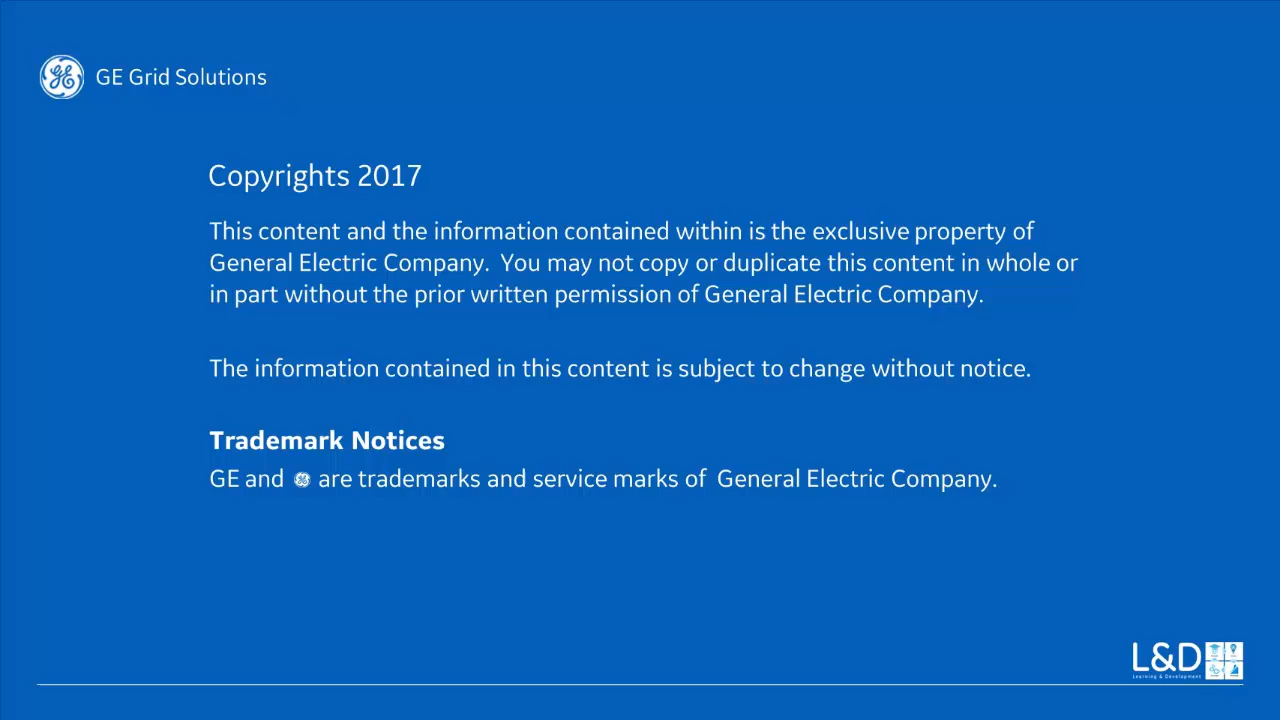 GE Grid Solutions
Copyrights 2017
This content and the information contained within is the exclusive property of
General Electric Company.  You may not copy or duplicate this content in whole or
in part without the prior written permission of General Electric Company.
The information contained in this content is subject to change without notice.
Trademark Notices
GE and are trademarks and service marks of  General Electric Company.
L&D
Learning & Development